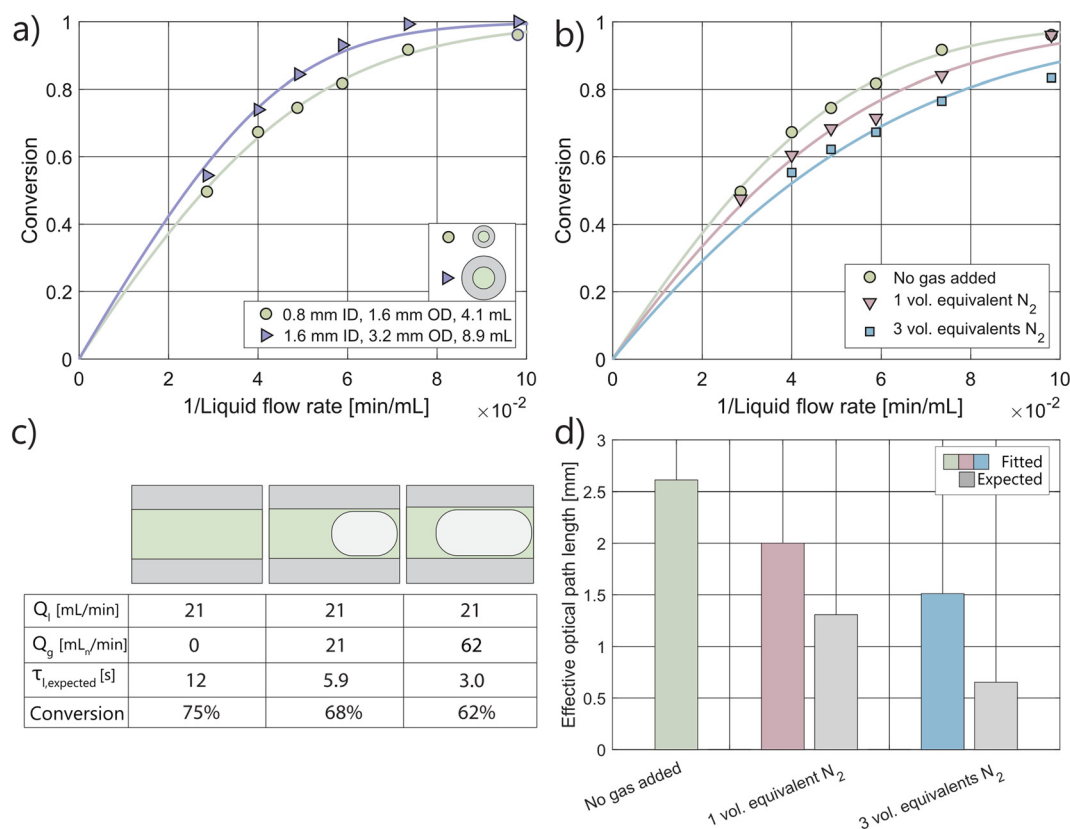 a)
1
0.8
0.6
0.4
0.2
0
Conversion
0.8 mm ID, 1.6 mm OD, 4.1 mL
1.6 mm ID, 3.2 mm OD, 8.9 mL
0 2 4 6 8 10
1/Liquid flow rate [min/mL]
×10⁻²
b)
1
0.8
0.6
0.4
0.2
0
Conversion
No gas added
1 vol. equivalent N₂
3 vol. equivalents N₂
0 2 4 6 8 10
1/Liquid flow rate [min/mL]
×10⁻²
c)
Qₗ [mL/min] 21 21 21
Q_g [mLₙ/min] 0 21 62
τ_l,expected [s] 12 5.9 3.0
Conversion 75% 68% 62%
d)
3
2.5
2
1.5
1
0.5
0
Effective optical path length [mm]
Fitted
Expected
No gas added
1 vol. equivalent N₂
3 vol. equivalents N₂